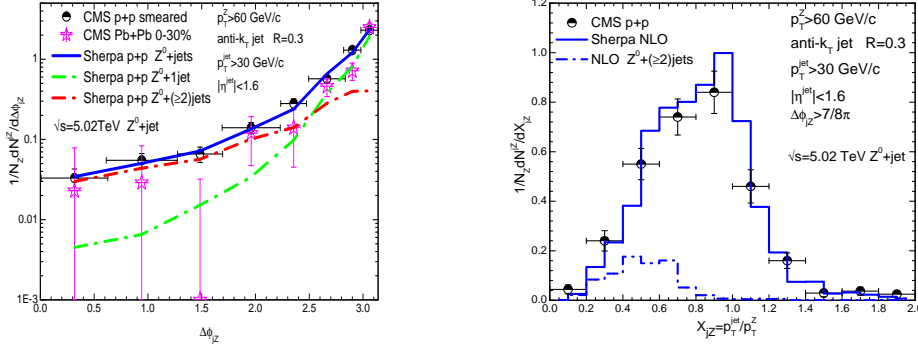 CMS p+p smeared
CMS Pb+Pb 0-30%
Sherpa p+p Z⁰+jets
Sherpa p+p Z⁰+1jet
Sherpa p+p Z⁰+(≥2)jets
√s=5.02TeV Z⁰+jet
p_T^Z>60 GeV/c
anti-k_T jet R=0.3
p_T^jet>30 GeV/c
|η^jet|<1.6
1/N_Z dN^jZ/dΔϕ_jZ
1
0.1
0.01
1E-3
0.0 0.5 1.0 1.5 2.0 2.5 3.0
Δϕ_jZ
CMS p+p
Sherpa NLO
NLO Z⁰+(≥2)jets
p_T^Z>60 GeV/c
anti-k_T jet R=0.3
p_T^jet>30 GeV/c
|η^jet|<1.6
Δϕ_jZ>7/8π
√s=5.02 TeV Z⁰+jet
1/N_Z dN^jZ/dX_jZ
1.2
1.0
0.8
0.6
0.4
0.2
0.0
0.0 0.2 0.4 0.6 0.8 1.0 1.2 1.4 1.6 1.8 2.0
X_jZ=p_T^jet/p_T^Z